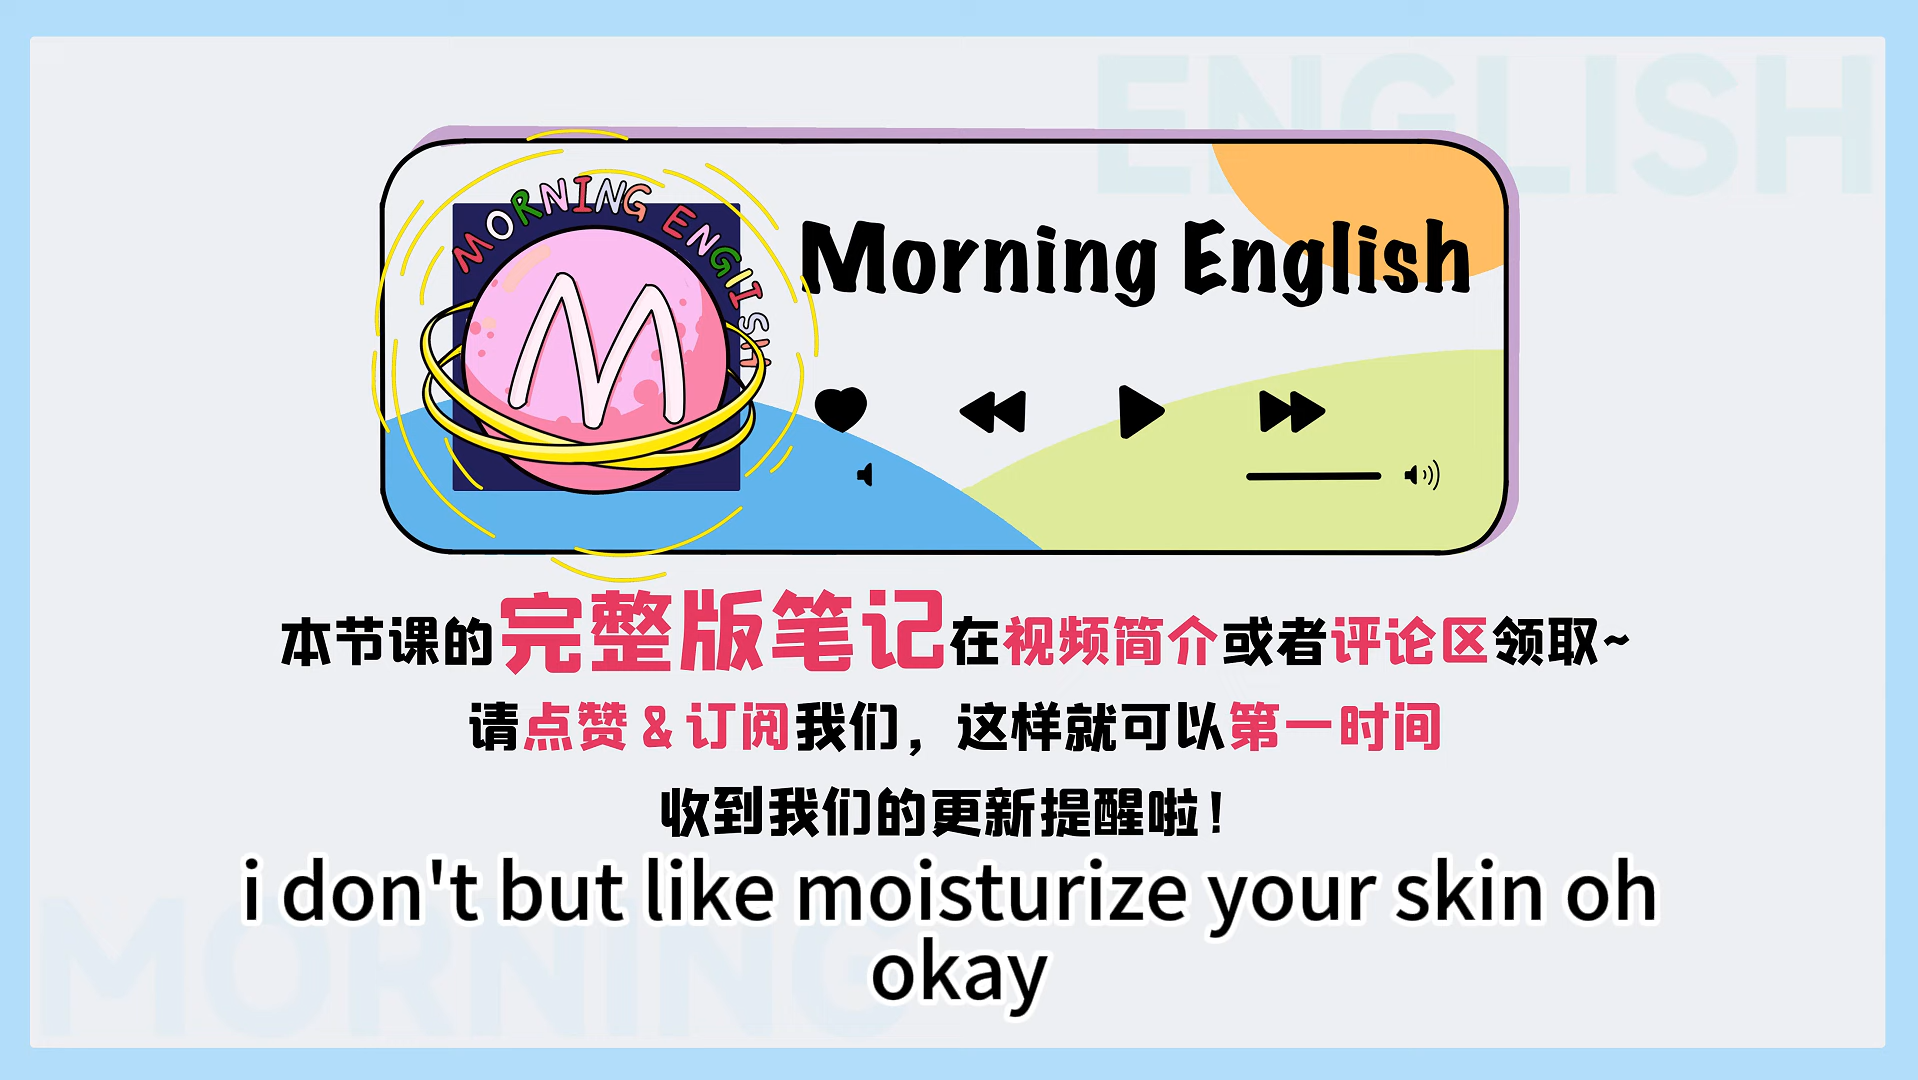 ENGLISH
MORNING ENGLISH
M
Morning English
本节课的完整版笔记在视频简介或者评论区领取~
请点赞&订阅我们，这样就可以第一时间
收到我们的更新提醒啦！
i don't but like moisturize your skin oh
okay
MORNING